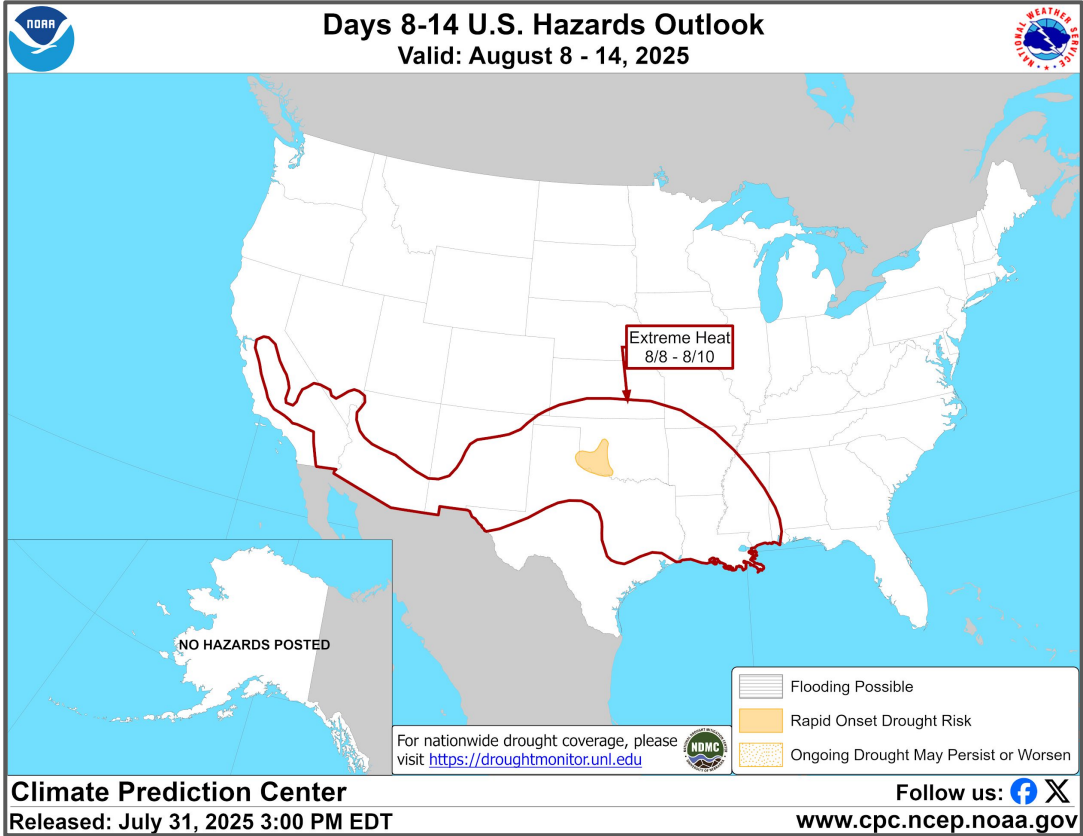 NOAA
Days 8-14 U.S. Hazards Outlook
Valid: August 8 - 14, 2025
NATIONAL WEATHER SERVICE
Extreme Heat
8/8 - 8/10
NO HAZARDS POSTED
Flooding Possible
Rapid Onset Drought Risk
Ongoing Drought May Persist or Worsen
For nationwide drought coverage, please
visit https://droughtmonitor.unl.edu
NDMC
Climate Prediction Center
Follow us:
Released: July 31, 2025 3:00 PM EDT
www.cpc.ncep.noaa.gov